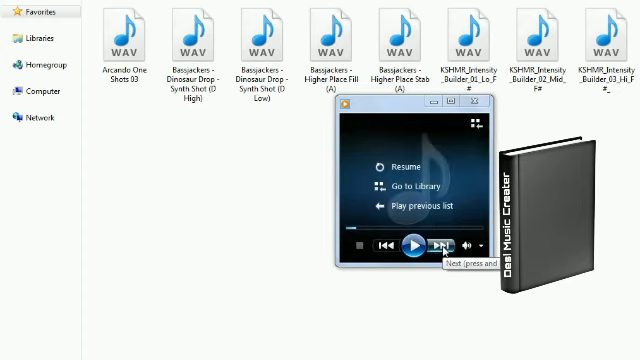 Favorites
Libraries
Homegroup
Computer
Network
WAV
WAV
WAV
WAV
WAV
WAV
WAV
WAV
Arcando One
Shots 03
Bassjackers -
Dinosaur Drop -
Synth Shot (D
High)
Bassjackers -
Dinosaur Drop -
Synth Shot (D
Low)
Bassjackers -
Higher Place Fill
(A)
Bassjackers -
Higher Place Stab
(A)
KSHMR_Intensity
_Builder_01_Lo_F
#
KSHMR_Intensity
_Builder_02_Mid_
F#
KSHMR_Intensity
_Builder_03_Hi_F
#_
Resume
Go to Library
Play previous list
Next (press and
Desi Music Creater